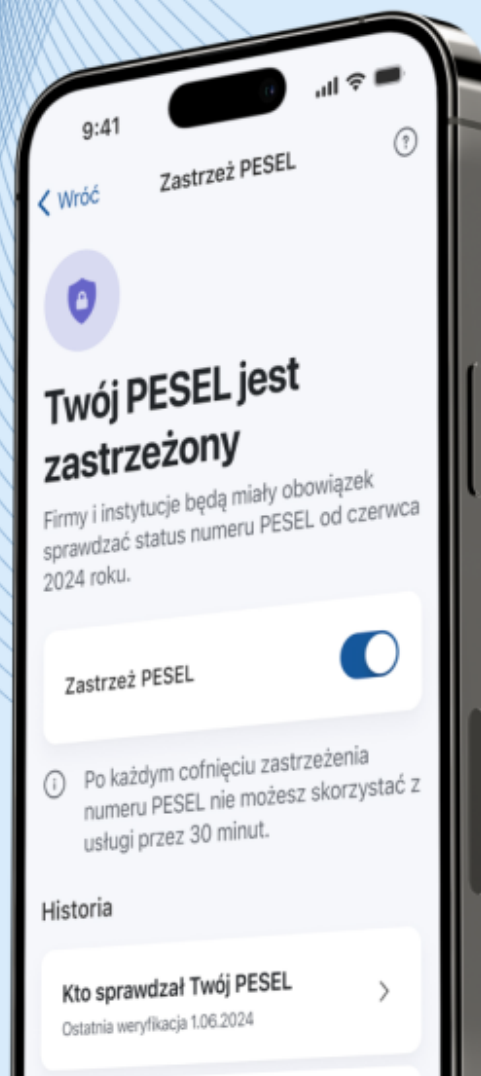 9:41
Wróć
Zastrzeż PESEL
Twój PESEL jest
zastrzeżony
Firmy i instytucje będą miały obowiązek
sprawdzać status numeru PESEL od czerwca
2024 roku.
Zastrzeż PESEL
Po każdym cofnięciu zastrzeżenia
numeru PESEL nie możesz skorzystać z
usługi przez 30 minut.
Historia
Kto sprawdzał Twój PESEL
Ostatnia weryfikacja 1.06.2024